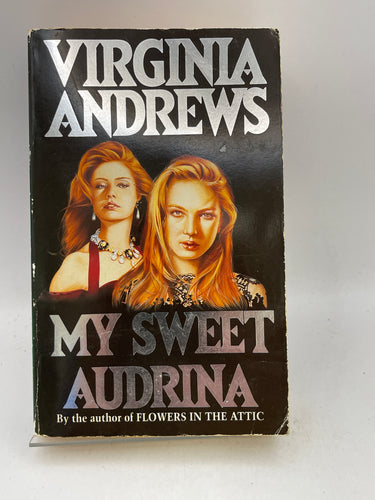 VIRGINIA
ANDREWS
MY SWEET
AUDRINA
By the author of FLOWERS IN THE ATTIC